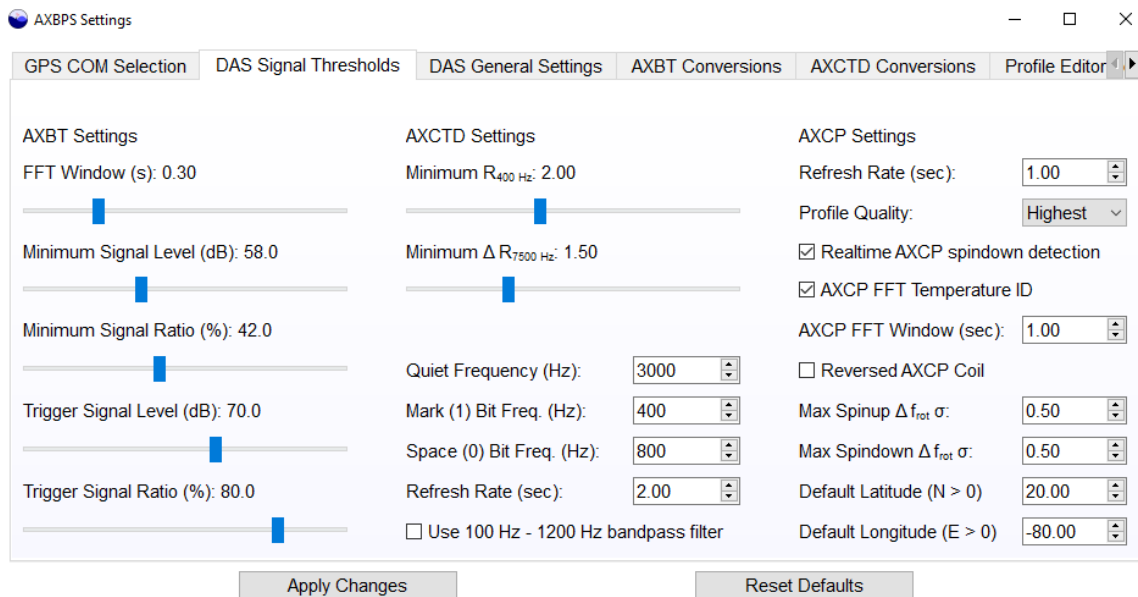 AXBPS Settings
GPS COM Selection
DAS Signal Thresholds
DAS General Settings
AXBT Conversions
AXCTD Conversions
Profile Editor
AXBT Settings
FFT Window (s): 0.30
Minimum Signal Level (dB): 58.0
Minimum Signal Ratio (%): 42.0
Trigger Signal Level (dB): 70.0
Trigger Signal Ratio (%): 80.0
AXCTD Settings
Minimum R400 Hz: 2.00
Minimum Δ R7500 Hz: 1.50
Quiet Frequency (Hz): 3000
Mark (1) Bit Freq. (Hz): 400
Space (0) Bit Freq. (Hz): 800
Refresh Rate (sec): 2.00
Use 100 Hz - 1200 Hz bandpass filter
AXCP Settings
Refresh Rate (sec): 1.00
Profile Quality: Highest
Realtime AXCP spindown detection
AXCP FFT Temperature ID
AXCP FFT Window (sec): 1.00
Reversed AXCP Coil
Max Spinup Δ frot σ: 0.50
Max Spindown Δ frot σ: 0.50
Default Latitude (N > 0) 20.00
Default Longitude (E > 0) -80.00
Apply Changes
Reset Defaults